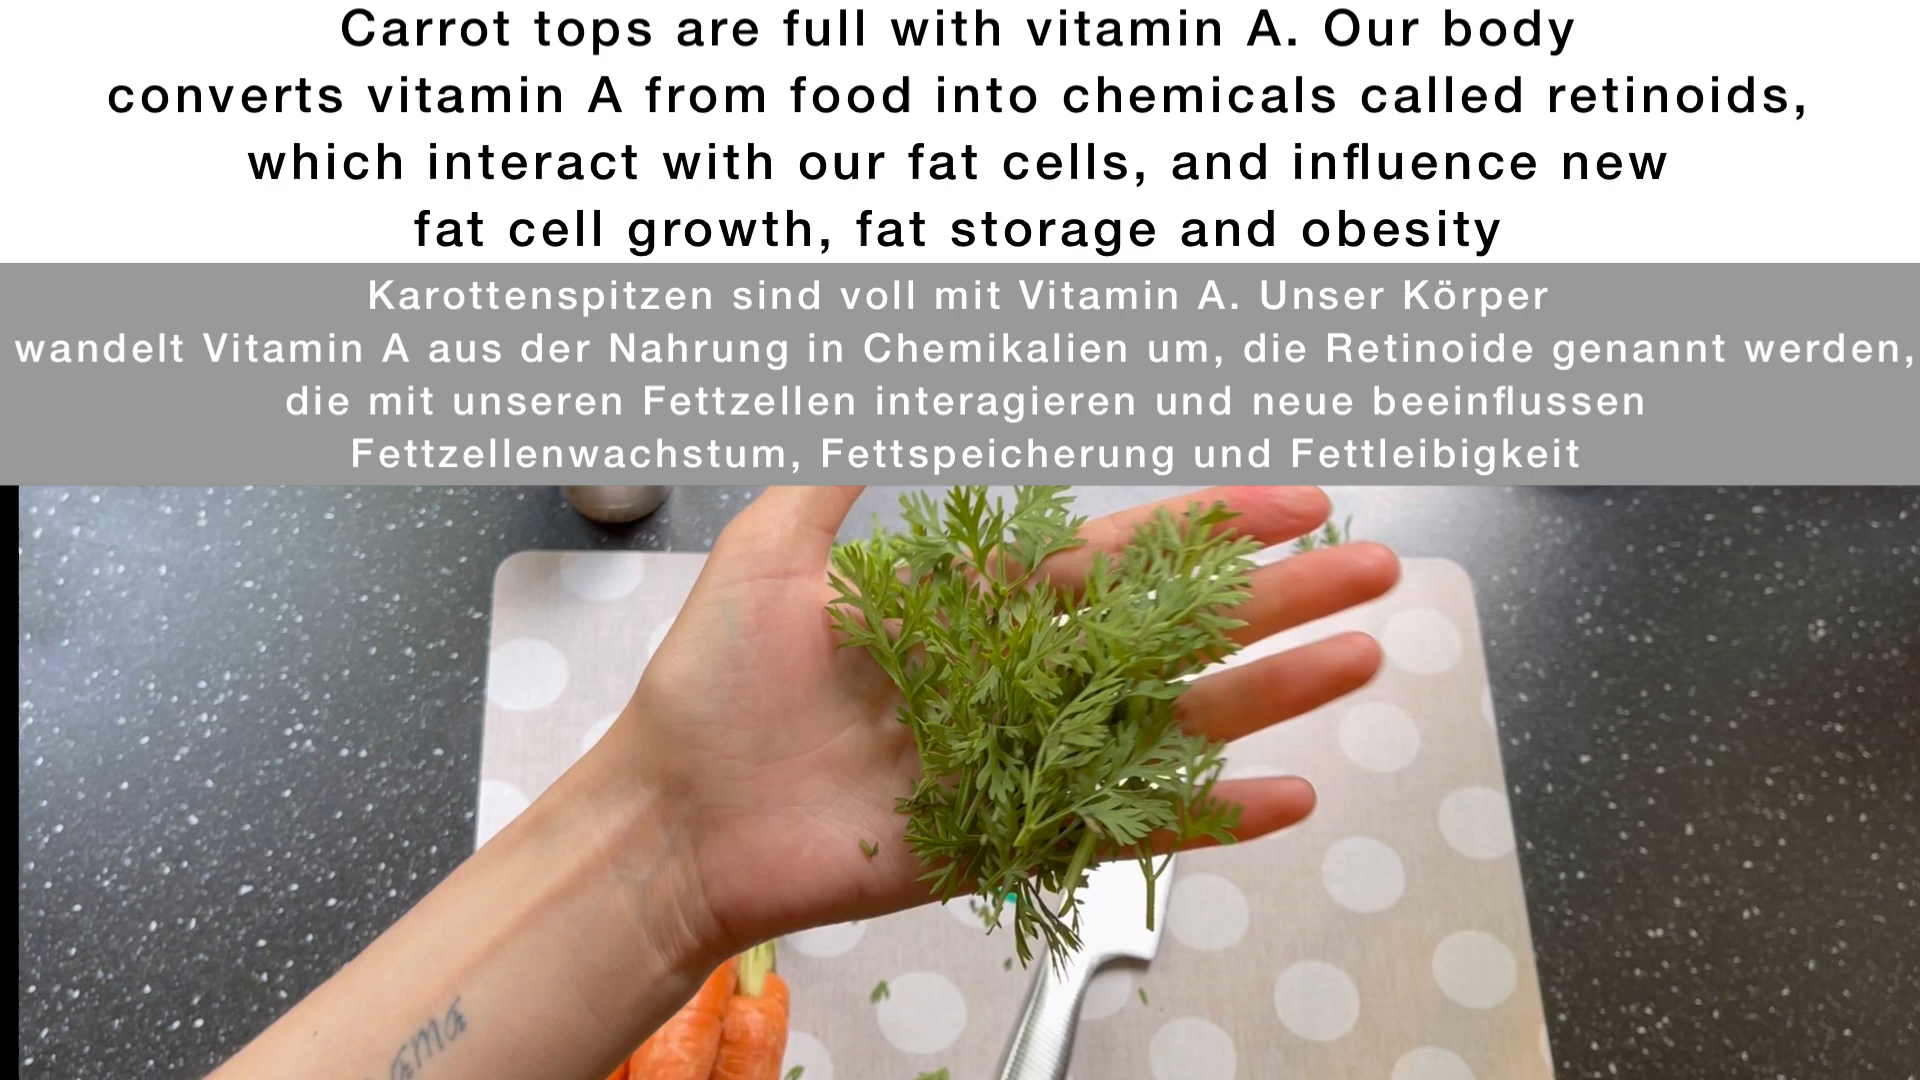 Carrot tops are full with vitamin A. Our body
converts vitamin A from food into chemicals called retinoids,
which interact with our fat cells, and influence new
fat cell growth, fat storage and obesity
Karottenspitzen sind voll mit Vitamin A. Unser Körper
wandelt Vitamin A aus der Nahrung in Chemikalien um, die Retinoide genannt werden,
die mit unseren Fettzellen interagieren und neue beeinflussen
Fettzellenwachstum, Fettspeicherung und Fettleibigkeit